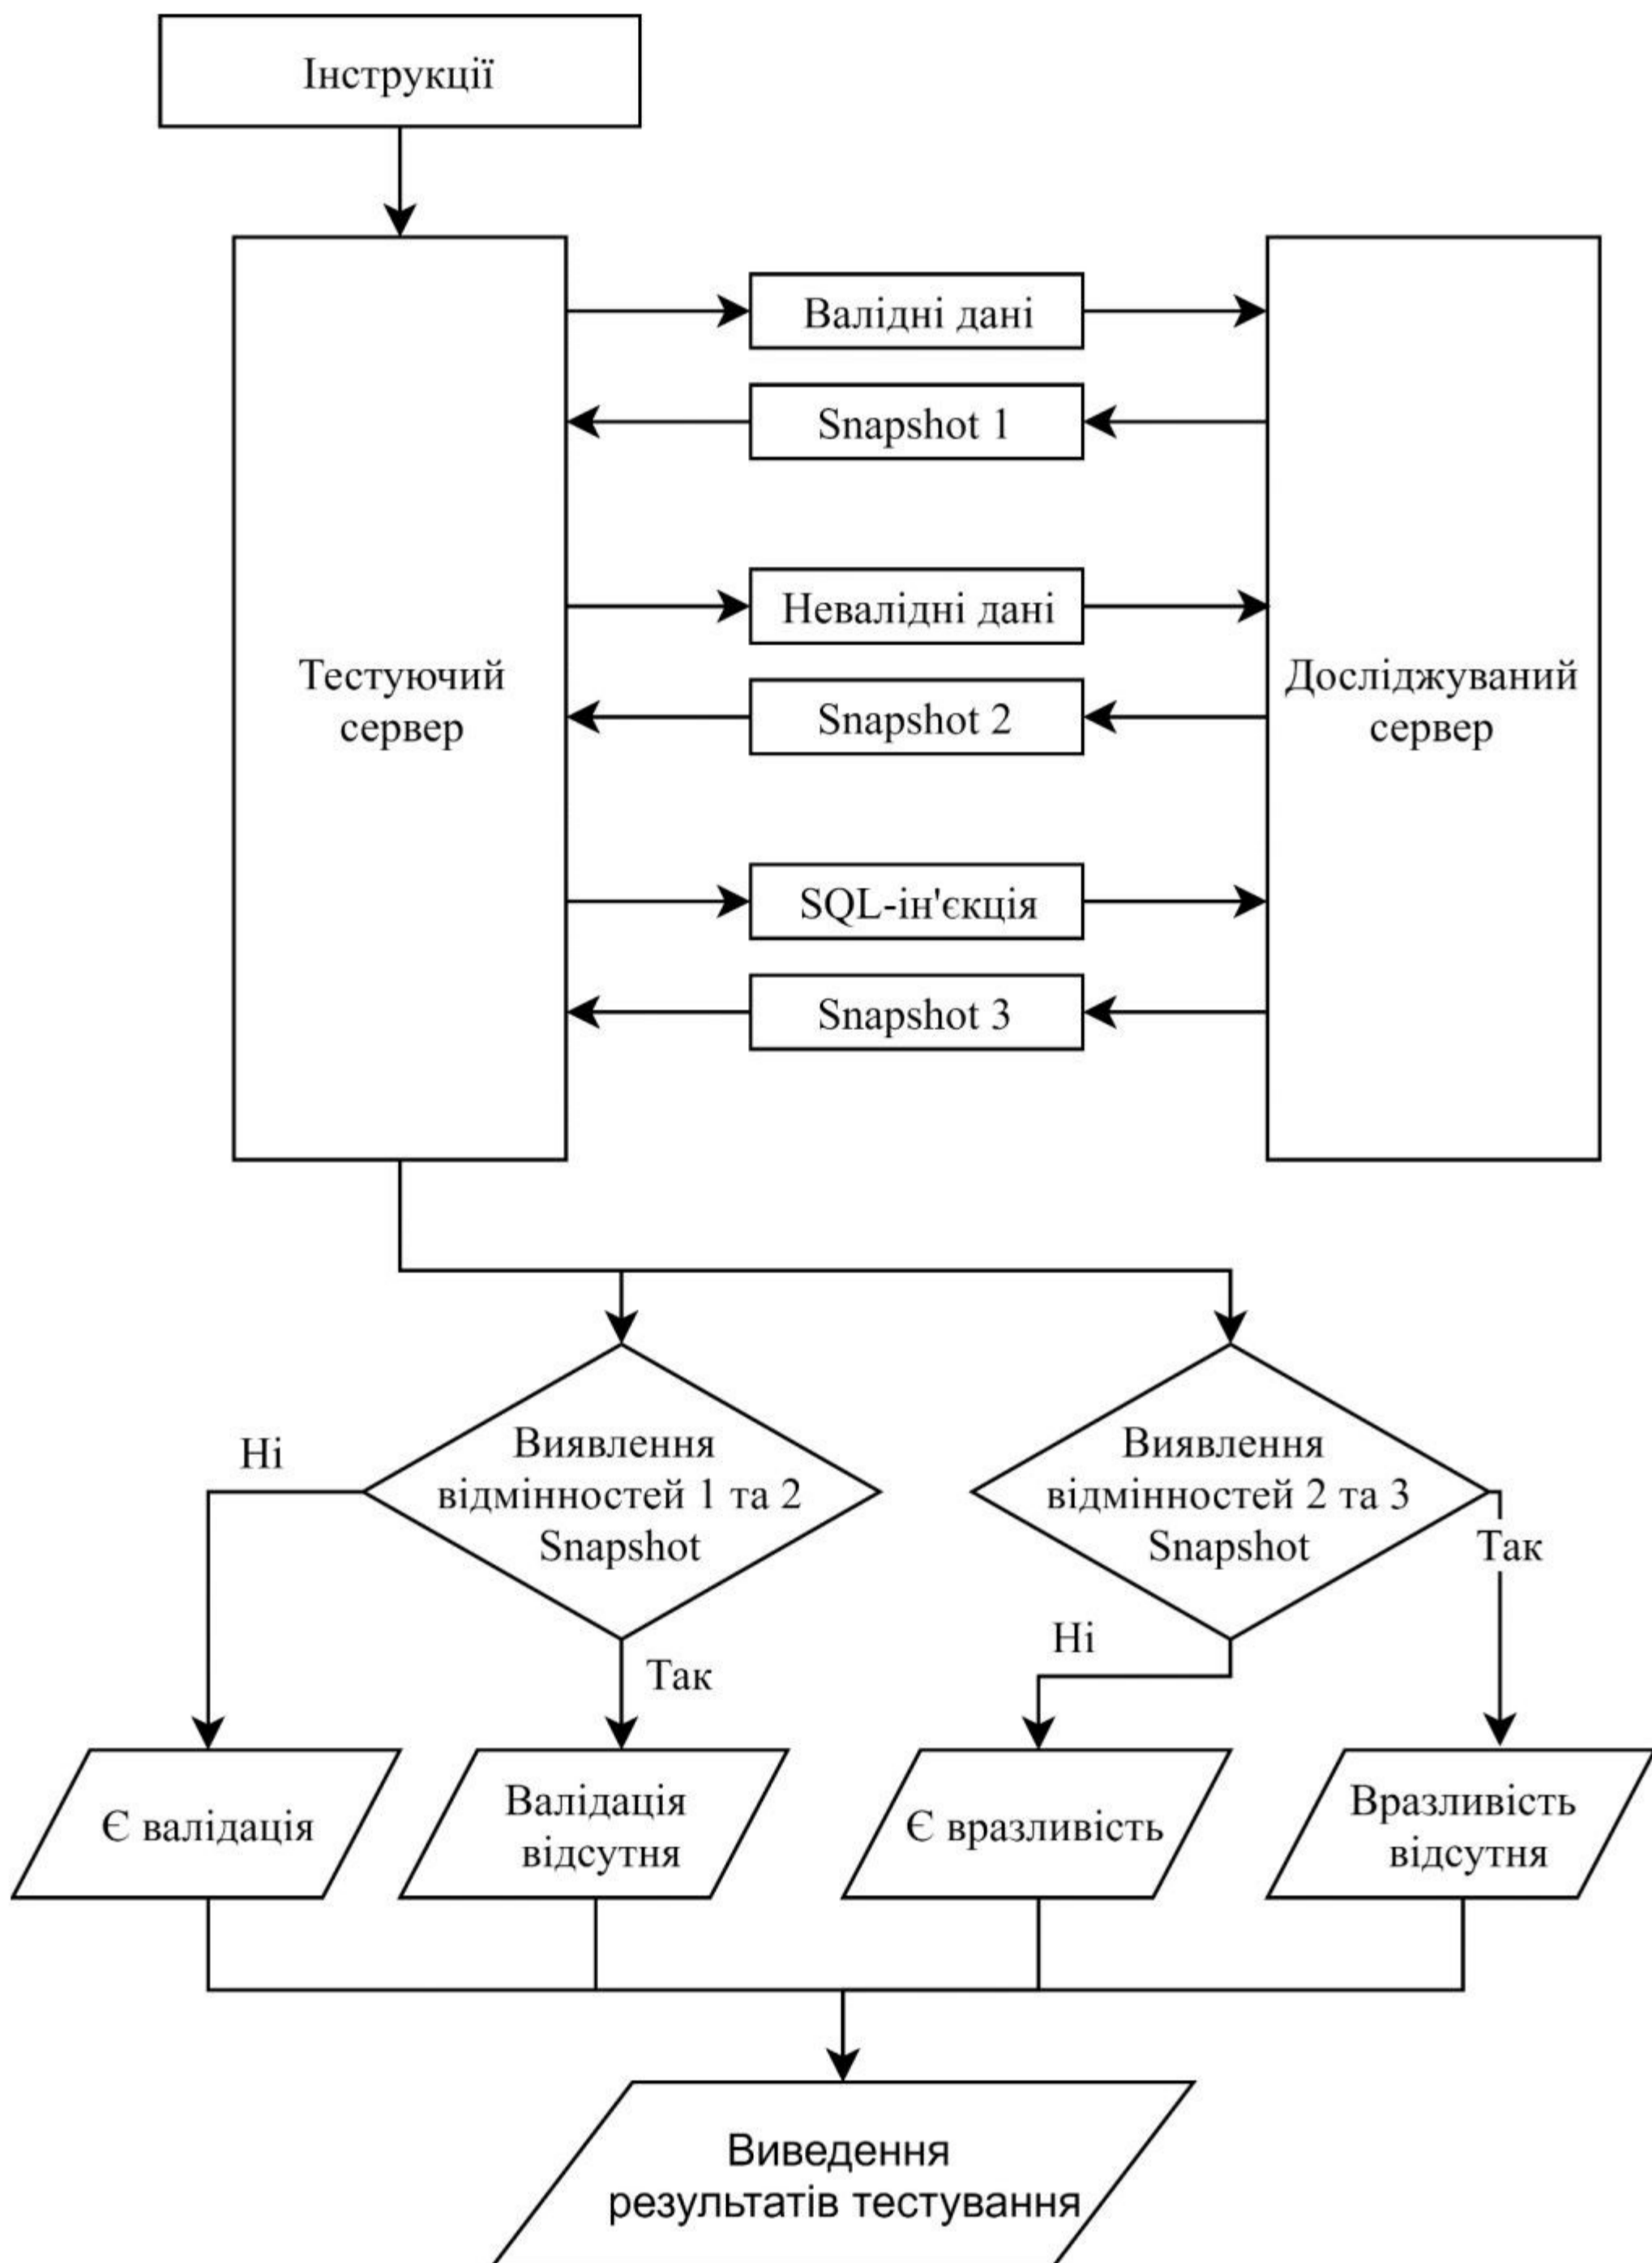 Інструкції
Валідні дані
Snapshot 1
Невалідні дані
Тестуючий
сервер
Snapshot 2
Досліджуваний
сервер
SQL-ін'єкція
Snapshot 3
Ні
Виявлення
відмінностей 1 та 2
Snapshot
Так
Виявлення
відмінностей 2 та 3
Snapshot
Так
Ні
Є валідація
Валідація
відсутня
Є вразливість
Вразливість
відсутня
Виведення
результатів тестування